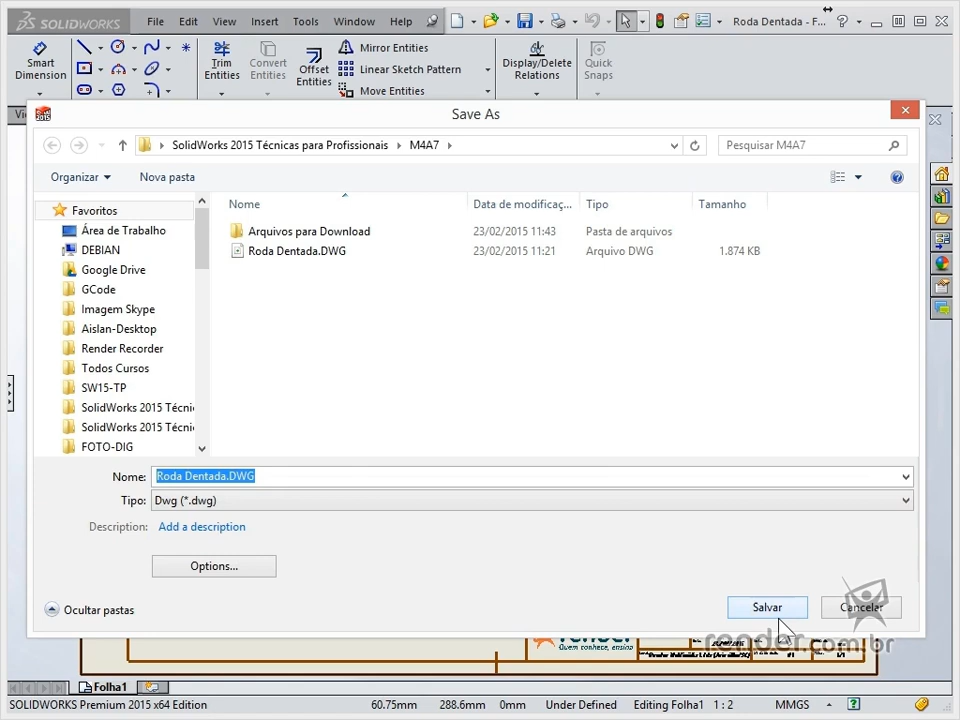 SOLIDWORKS File Edit View Insert Tools Window Help Roda Dentada - F...
Smart Dimension
Trim Entities
Convert Entities
Offset Entities
Mirror Entities
Linear Sketch Pattern
Move Entities
Display/Delete Relations
Quick Snaps
Save As
SolidWorks 2015 Técnicas para Profissionais M4A7
Pesquisar M4A7
Organizar Nova pasta
Nome Data de modificaç... Tipo Tamanho
Favoritos
Área de Trabalho
DEBIAN
Google Drive
GCode
Imagem Skype
Aislan-Desktop
Render Recorder
Todos Cursos
SW15-TP
SolidWorks 2015 Técni
SolidWorks 2015 Técni
FOTO-DIG
Arquivos para Download 23/02/2015 11:43 Pasta de arquivos
Roda Dentada.DWG 23/02/2015 11:21 Arquivo DWG 1.874 KB
Nome: Roda Dentada.DWG
Tipo: Dwg (*.dwg)
Description: Add a description
Options...
Ocultar pastas
Salvar Cancelar
render.com.br
Quem conhece, ensina
Folha1
SOLIDWORKS Premium 2015 x64 Edition 60.75mm 288.6mm 0mm Under Defined Editing Folha1 1 : 2 MMGS